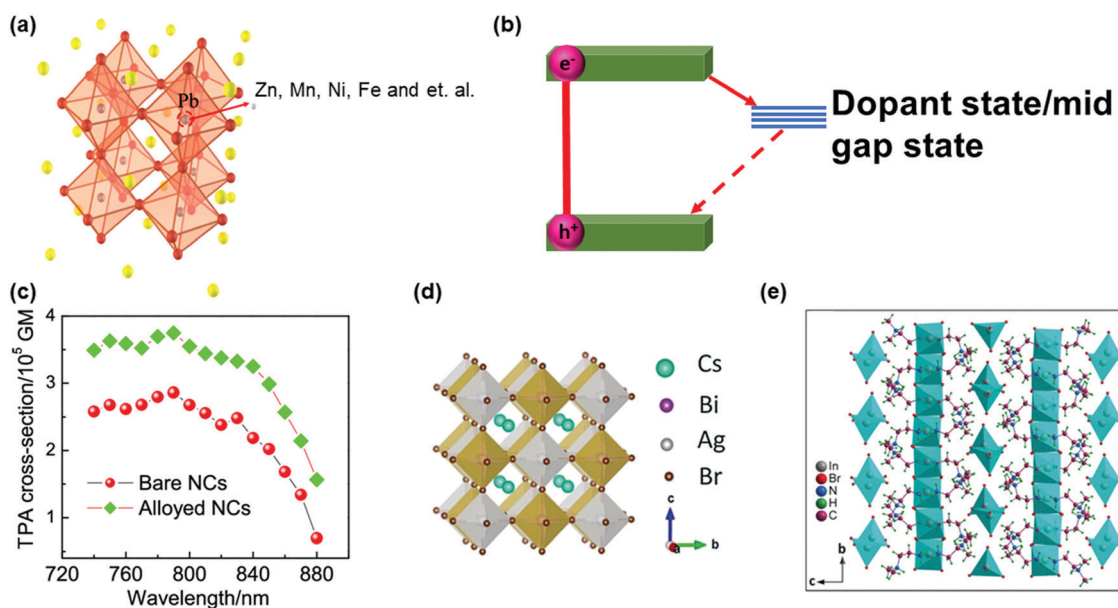 (a)
Pb
Zn, Mn, Ni, Fe and et. al.
(b)
e-
h+
Dopant state/mid
gap state
(c)
TPA cross-section/10⁵ GM
4
3
2
1
Bare NCs
Alloyed NCs
720
760
800
840
880
Wavelength/nm
(d)
Cs
Bi
Ag
Br
c
a
b
(e)
In
Br
N
H
C
b
c